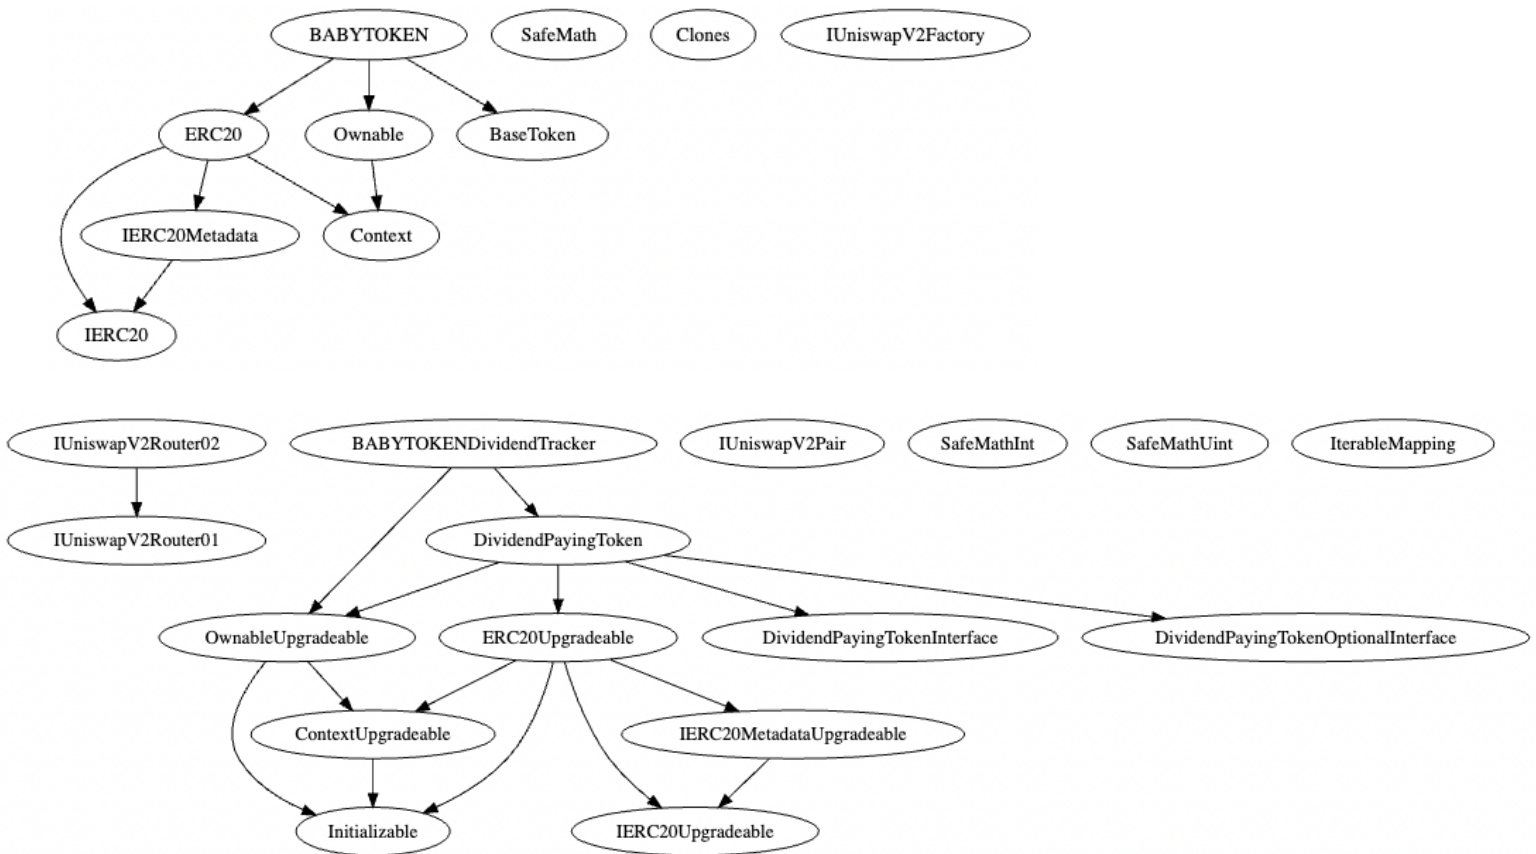 BABYTOKEN SafeMath Clones IUniswapV2Factory
ERC20 Ownable BaseToken
IERC20Metadata Context
IERC20
IUniswapV2Router02 BABYTOKENDividendTracker IUniswapV2Pair SafeMathInt SafeMathUint IterableMapping
IUniswapV2Router01 DividendPayingToken
OwnableUpgradeable ERC20Upgradeable DividendPayingTokenInterface DividendPayingTokenOptionalInterface
ContextUpgradeable IERC20MetadataUpgradeable
Initializable IERC20Upgradeable